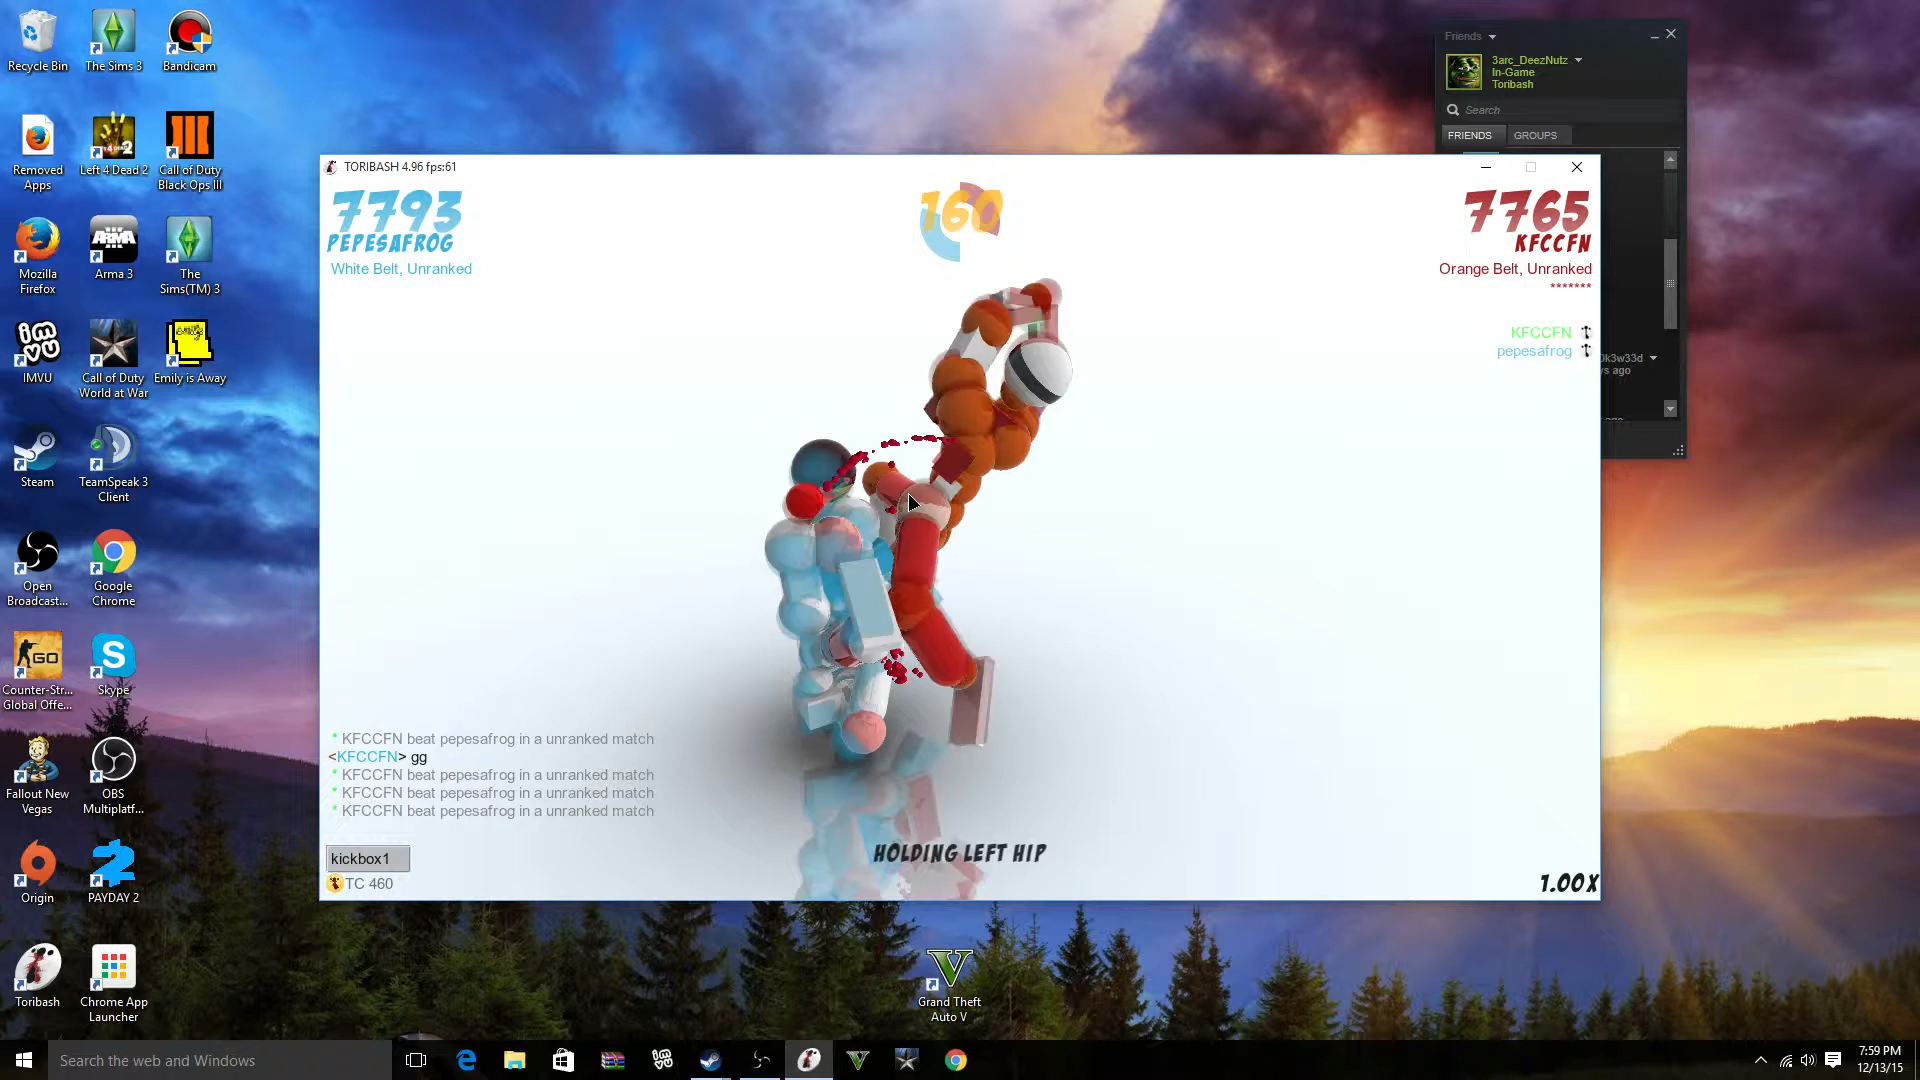 Recycle Bin
The Sims 3
Bandicam
Removed
Apps
Left 4 Dead 2
Call of Duty
Black Ops III
Mozilla
Firefox
Arma 3
The
Sims(TM) 3
IMVU
Call of Duty
World at War
Emily is Away
Steam
TeamSpeak 3
Client
Open
Broadcast...
Google
Chrome
Counter-Str...
Global Offe...
Skype
Fallout New
Vegas
OBS
Multiplatf...
Origin
PAYDAY 2
Toribash
Chrome App
Launcher
Grand Theft
Auto V
Friends
3arc_DeezNutz
In-Game
Toribash
Search
FRIENDS
GROUPS
0k3w33d
ys ago
TORIBASH 4.96 fps:61
7793
PEPESAFROG
White Belt, Unranked
160
7765
KFCCFN
Orange Belt, Unranked
*******
KFCCFN
pepesafrog
* KFCCFN beat pepesafrog in a unranked match
<KFCCFN> gg
* KFCCFN beat pepesafrog in a unranked match
* KFCCFN beat pepesafrog in a unranked match
* KFCCFN beat pepesafrog in a unranked match
kickbox1
TC 460
HOLDING LEFT HIP
1.00X
Search the web and Windows
7:59 PM
12/13/15